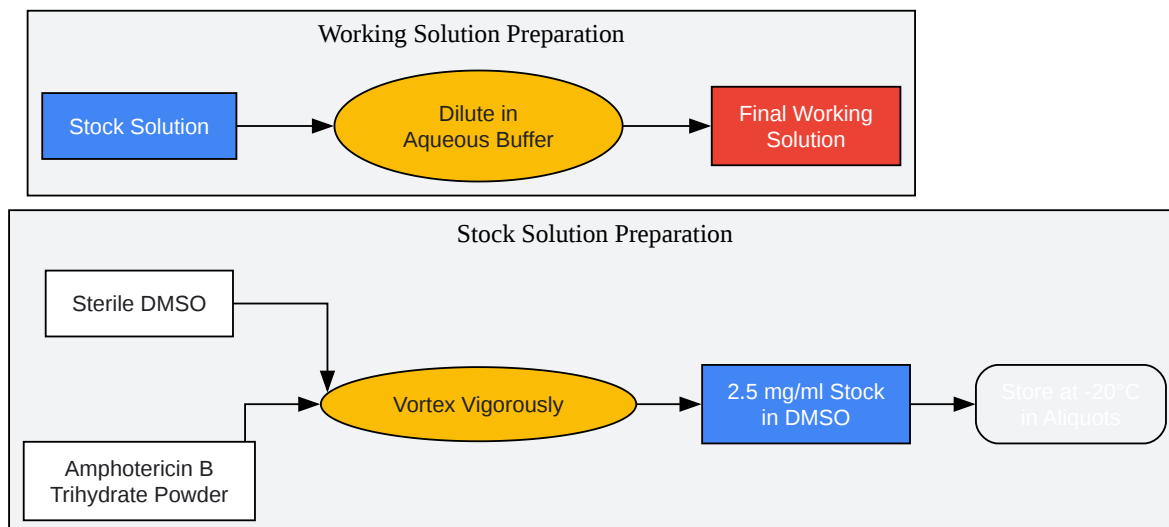 Working Solution Preparation
Stock Solution
Dilute in
Aqueous Buffer
Final Working
Solution
Stock Solution Preparation
Sterile DMSO
Amphotericin B
Trihydrate Powder
Vortex Vigorously
2.5 mg/ml Stock
in DMSO
Store at -20°C
in Aliquots